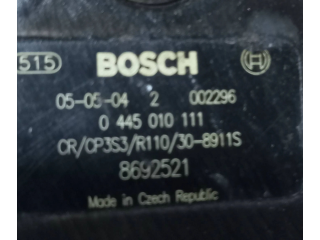 515 BOSCH
05-05-04 2 002296
0 445 010 111
CR/CP3S3/R110/30-8911S
8692521
Made in Czech Republic